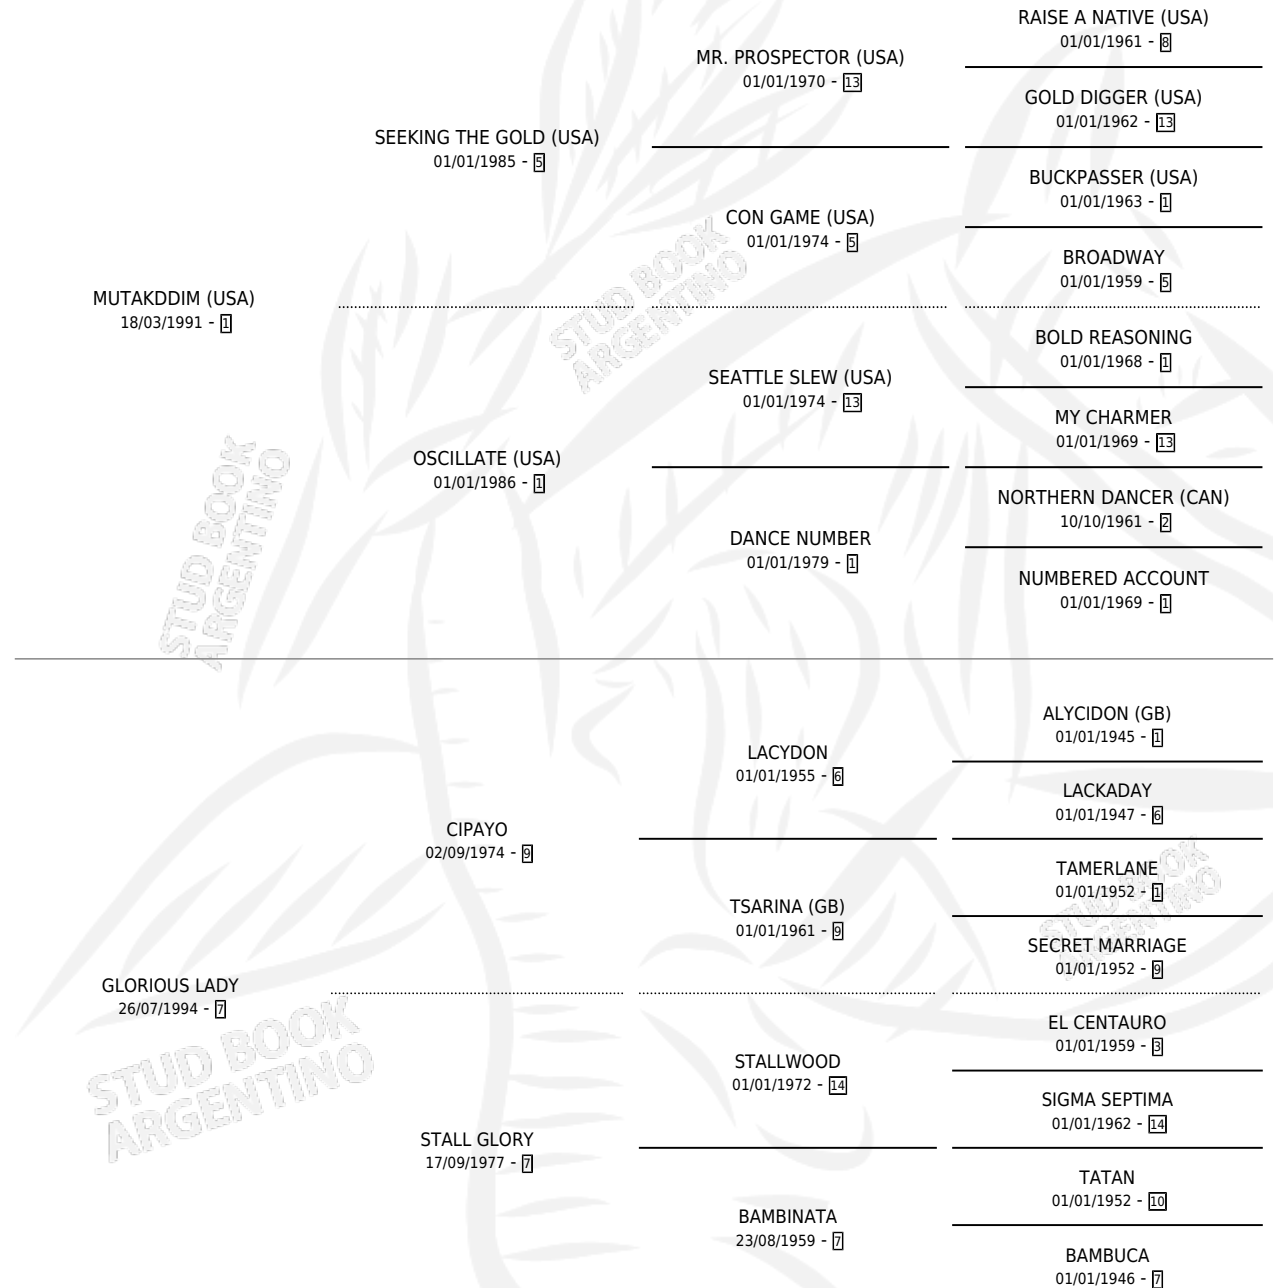 RAISE A NATIVE (USA)
01/01/1961 - 8
MR. PROSPECTOR (USA)
01/01/1970 - 13
GOLD DIGGER (USA)
01/01/1962 - 13
SEEKING THE GOLD (USA)
01/01/1985 - 5
BUCKPASSER (USA)
01/01/1963 - 1
CON GAME (USA)
01/01/1974 - 5
BROADWAY
01/01/1959 - 5
MUTAKDDIM (USA)
18/03/1991 - 1
BOLD REASONING
01/01/1968 - 1
SEATTLE SLEW (USA)
01/01/1974 - 13
MY CHARMER
01/01/1969 - 13
OSCILLATE (USA)
01/01/1986 - 1
NORTHERN DANCER (CAN)
10/10/1961 - 2
DANCE NUMBER
01/01/1979 - 1
NUMBERED ACCOUNT
01/01/1969 - 1
STUD BOOK
ARGENTINO
STUD BOOK
ARGENTINO
ALYCIDON (GB)
01/01/1945 - 1
LACYDON
01/01/1955 - 6
LACKADAY
01/01/1947 - 6
CIPAYO
02/09/1974 - 9
TAMERLANE
01/01/1952 - 1
TSARINA (GB)
01/01/1961 - 9
SECRET MARRIAGE
01/01/1952 - 9
GLORIOUS LADY
26/07/1994 - 7
EL CENTAURO
01/01/1959 - 3
STALLWOOD
01/01/1972 - 14
SIGMA SEPTIMA
01/01/1962 - 14
STALL GLORY
17/09/1977 - 7
TATAN
01/01/1952 - 10
BAMBINATA
23/08/1959 - 7
BAMBUCA
01/01/1946 - 7
STUD BOOK
ARGENTINO
STUD BOOK
ARGENTINO